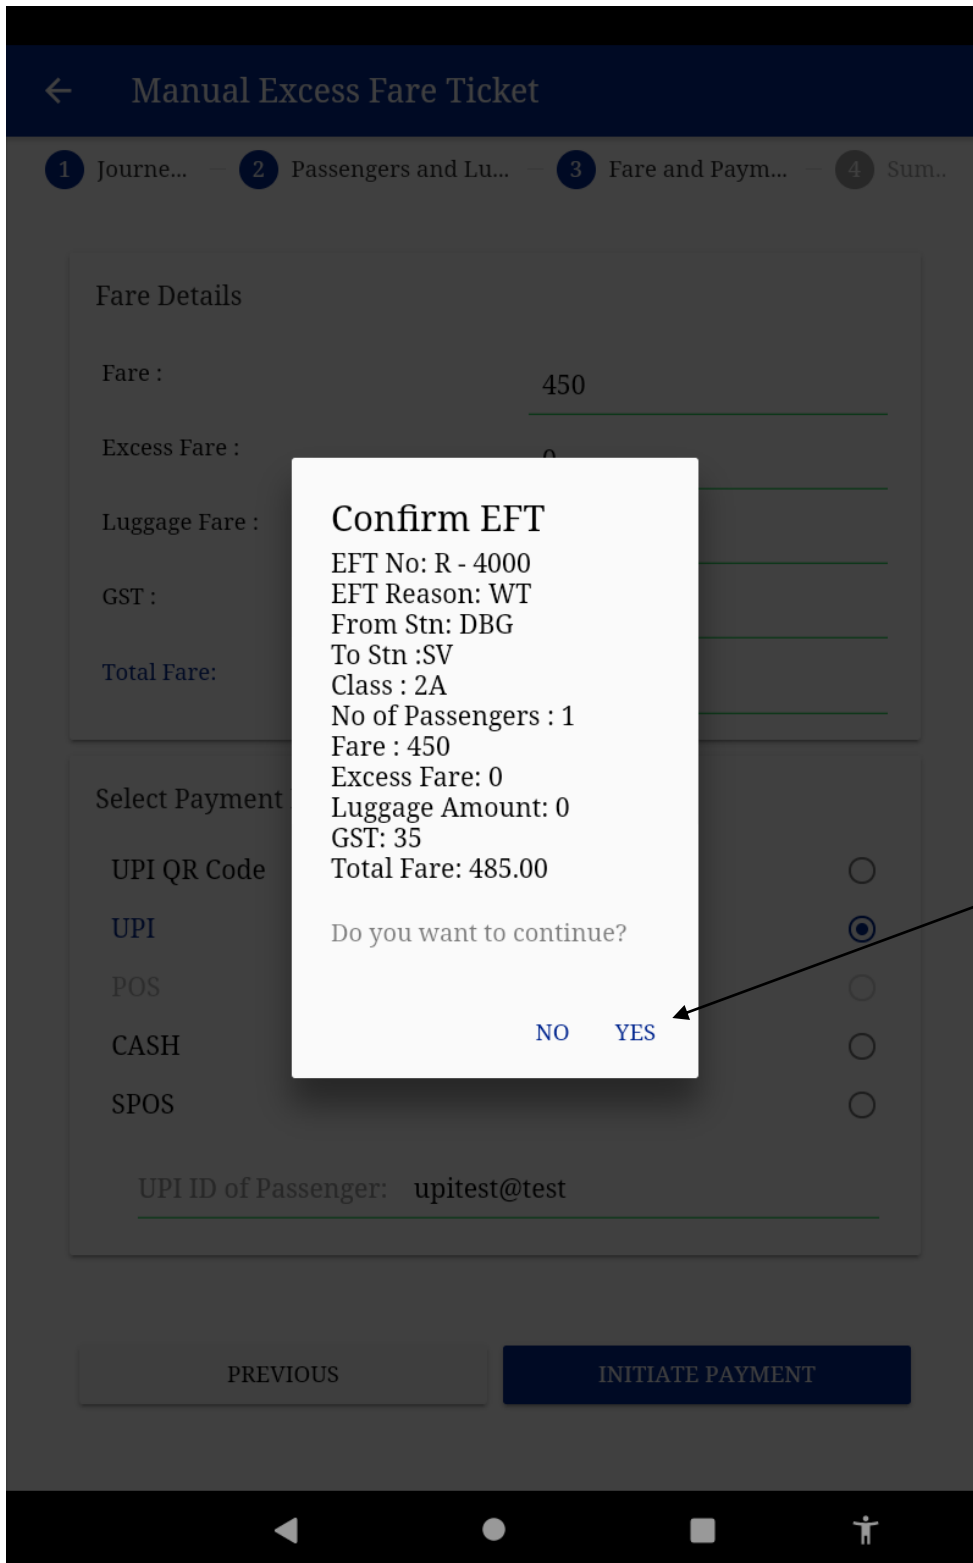 Manual Excess Fare Ticket
1 Journe... 2 Passengers and Lu... 3 Fare and Paym... 4 Sum..
Fare Details
Fare :
450
Excess Fare :
Luggage Fare :
GST :
Total Fare:
Confirm EFT
EFT No: R - 4000
EFT Reason: WT
From Stn: DBG
To Stn :SV
Class : 2A
No of Passengers : 1
Fare : 450
Excess Fare: 0
Luggage Amount: 0
GST: 35
Total Fare: 485.00
Do you want to continue?
NO YES
Select Payment
UPI QR Code
UPI
POS
CASH
SPOS
UPI ID of Passenger: upitest@test
PREVIOUS INITIATE PAYMENT